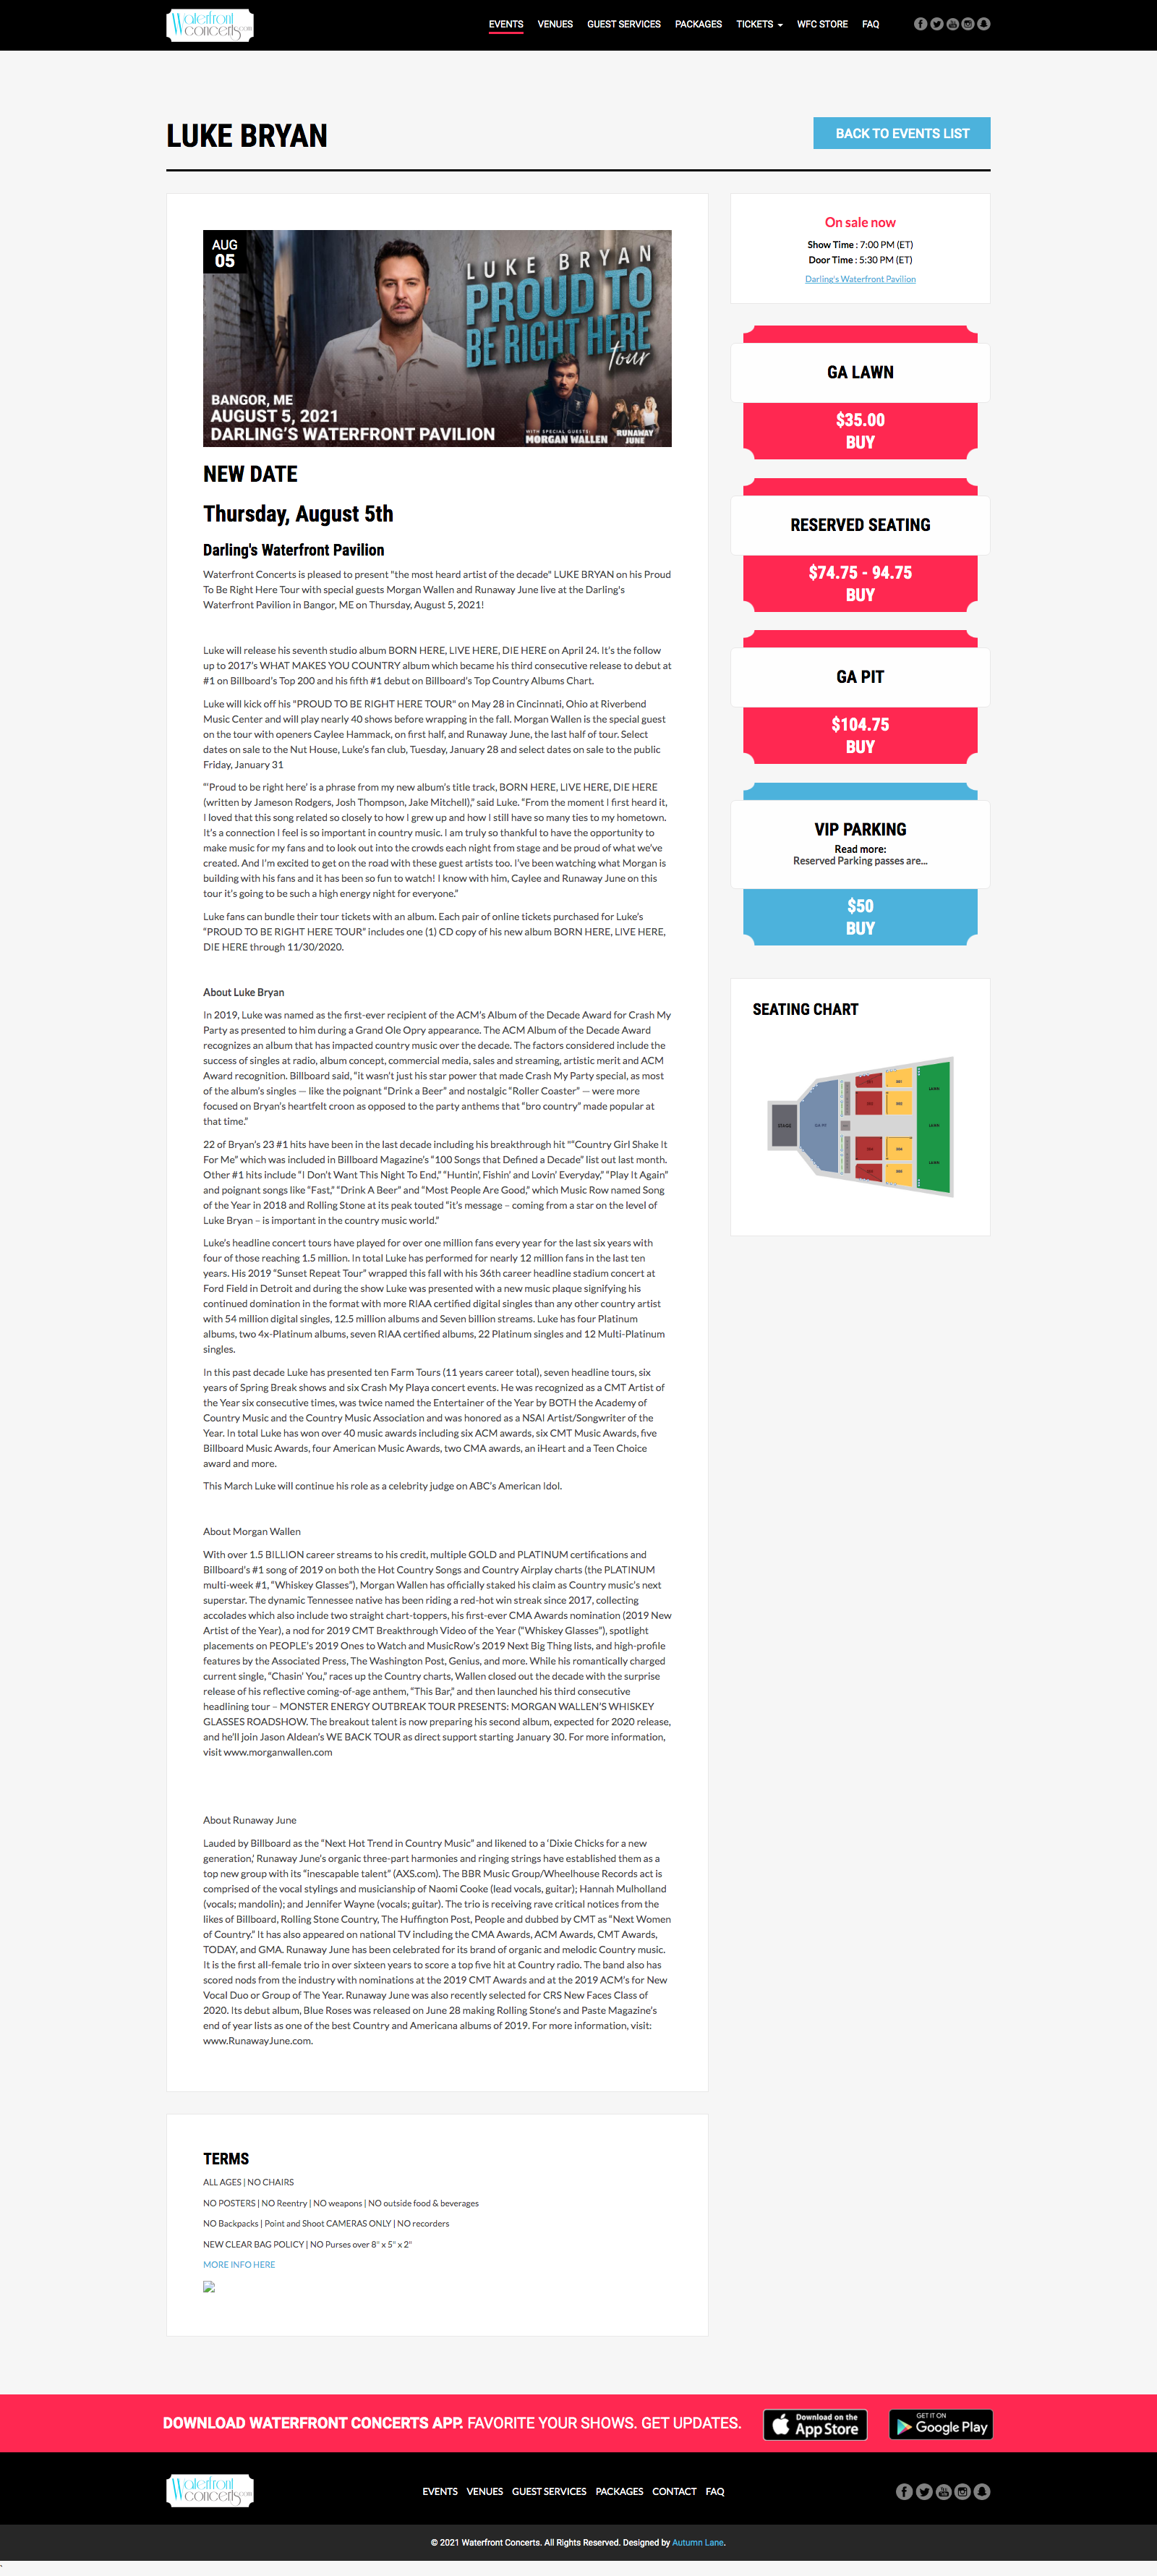 Waterfront
Concerts.com
EVENTS VENUES GUEST SERVICES PACKAGES TICKETS WFC STORE FAQ
LUKE BRYAN
BACK TO EVENTS LIST
AUG
05
LUKE BRYAN
PROUD TO
BE RIGHT HERE
tour
BANGOR, ME
AUGUST 5, 2021
DARLING'S WATERFRONT PAVILION
WITH SPECIAL GUESTS:
MORGAN WALLEN
RUNAWAY
JUNE
On sale now
Show Time : 7:00 PM (ET)
Door Time : 5:30 PM (ET)
Darling's Waterfront Pavilion
GA LAWN
$35.00
BUY
RESERVED SEATING
$74.75 - 94.75
BUY
GA PIT
$104.75
BUY
VIP PARKING
Read more:
Reserved Parking passes are...
$50
BUY
SEATING CHART
STAGE
GA PIT
LAWN
LAWN
LAWN
NEW DATE
Thursday, August 5th
Darling's Waterfront Pavilion
Waterfront Concerts is pleased to present "the most heard artist of the decade" LUKE BRYAN on his Proud
To Be Right Here Tour with special guests Morgan Wallen and Runaway June live at the Darling's
Waterfront Pavilion in Bangor, ME on Thursday, August 5, 2021!
Luke will release his seventh studio album BORN HERE, LIVE HERE, DIE HERE on April 24. It's the follow
up to 2017's WHAT MAKES YOU COUNTRY album which became his third consecutive release to debut at
#1 on Billboard's Top 200 and his fifth #1 debut on Billboard's Top Country Albums Chart.
Luke will kick off his "PROUD TO BE RIGHT HERE TOUR" on May 28 in Cincinnati, Ohio at Riverbend
Music Center and will play nearly 40 shows before wrapping in the fall. Morgan Wallen is the special guest
on the tour with openers Caylee Hammack, on first half, and Runaway June, the last half of tour. Select
dates on sale to the Nut House, Luke's fan club, Tuesday, January 28 and select dates on sale to the public
Friday, January 31
"'Proud to be right here' is a phrase from my new album's title track, BORN HERE, LIVE HERE, DIE HERE
(written by Jameson Rodgers, Josh Thompson, Jake Mitchell)," said Luke. "From the moment I first heard it,
I loved that this song related so closely to how I grew up and how I still have so many ties to my hometown.
It's a connection I feel is so important in country music. I am truly so thankful to have the opportunity to
make music for my fans and to look out into the crowds each night from stage and be proud of what we've
created. And I'm excited to get on the road with these guest artists too. I've been watching what Morgan is
building with his fans and it has been so fun to watch! I know with him, Caylee and Runaway June on this
tour it's going to be such a high energy night for everyone."
Luke fans can bundle their tour tickets with an album. Each pair of online tickets purchased for Luke's
"PROUD TO BE RIGHT HERE TOUR" includes one (1) CD copy of his new album BORN HERE, LIVE HERE,
DIE HERE through 11/30/2020.
About Luke Bryan
In 2019, Luke was named as the first-ever recipient of the ACM's Album of the Decade Award for Crash My
Party as presented to him during a Grand Ole Opry appearance. The ACM Album of the Decade Award
recognizes an album that has impacted country music over the decade. The factors considered include the
success of singles at radio, album concept, commercial media, sales and streaming, artistic merit and ACM
Award recognition. Billboard said, "it wasn't just his star power that made Crash My Party special, as most
of the album's singles — like the poignant "Drink a Beer" and nostalgic "Roller Coaster" — were more
focused on Bryan's heartfelt croon as opposed to the party anthems that "bro country" made popular at
that time."
22 of Bryan's 23 #1 hits have been in the last decade including his breakthrough hit ""Country Girl Shake It
For Me" which was included in Billboard Magazine's "100 Songs that Defined a Decade" list out last month.
Other #1 hits include "I Don't Want This Night To End," "Huntin', Fishin' and Lovin' Everyday," "Play It Again"
and poignant songs like "Fast," "Drink A Beer" and "Most People Are Good," which Music Row named Song
of the Year in 2018 and Rolling Stone at its peak touted "it's message – coming from a star on the level of
Luke Bryan – is important in the country music world."
Luke's headline concert tours have played for over one million fans every year for the last six years with
four of those reaching 1.5 million. In total Luke has performed for nearly 12 million fans in the last ten
years. His 2019 "Sunset Repeat Tour" wrapped this fall with his 36th career headline stadium concert at
Ford Field in Detroit and during the show Luke was presented with a new music plaque signifying his
continued domination in the format with more RIAA certified digital singles than any other country artist
with 54 million digital singles, 12.5 million albums and Seven billion streams. Luke has four Platinum
albums, two 4x-Platinum albums, seven RIAA certified albums, 22 Platinum singles and 12 Multi-Platinum
singles.
In this past decade Luke has presented ten Farm Tours (11 years career total), seven headline tours, six
years of Spring Break shows and six Crash My Playa concert events. He was recognized as a CMT Artist of
the Year six consecutive times, was twice named the Entertainer of the Year by BOTH the Academy of
Country Music and the Country Music Association and was honored as a NSAI Artist/Songwriter of the
Year. In total Luke has won over 40 music awards including six ACM awards, six CMT Music Awards, five
Billboard Music Awards, four American Music Awards, two CMA awards, an iHeart and a Teen Choice
award and more.
This March Luke will continue his role as a celebrity judge on ABC's American Idol.
About Morgan Wallen
With over 1.5 BILLION career streams to his credit, multiple GOLD and PLATINUM certifications and
Billboard's #1 song of 2019 on both the Hot Country Songs and Country Airplay charts (the PLATINUM
multi-week #1, "Whiskey Glasses"), Morgan Wallen has officially staked his claim as Country music's next
superstar. The dynamic Tennessee native has been riding a red-hot win streak since 2017, collecting
accolades which also include two straight chart-toppers, his first-ever CMA Awards nomination (2019 New
Artist of the Year), a nod for 2019 CMT Breakthrough Video of the Year ("Whiskey Glasses"), spotlight
placements on PEOPLE's 2019 Ones to Watch and MusicRow's 2019 Next Big Thing lists, and high-profile
features by the Associated Press, The Washington Post, Genius, and more. While his romantically charged
current single, "Chasin' You," races up the Country charts, Wallen closed out the decade with the surprise
release of his reflective coming-of-age anthem, "This Bar," and then launched his third consecutive
headlining tour – MONSTER ENERGY OUTBREAK TOUR PRESENTS: MORGAN WALLEN'S WHISKEY
GLASSES ROADSHOW. The breakout talent is now preparing his second album, expected for 2020 release,
and he'll join Jason Aldean's WE BACK TOUR as direct support starting January 30. For more information,
visit www.morganwallen.com
About Runaway June
Lauded by Billboard as the "Next Hot Trend in Country Music" and likened to a 'Dixie Chicks for a new
generation,' Runaway June's organic three-part harmonies and ringing strings have established them as a
top new group with its "inescapable talent" (AXS.com). The BBR Music Group/Wheelhouse Records act is
comprised of the vocal stylings and musicianship of Naomi Cooke (lead vocals, guitar); Hannah Mulholland
(vocals; mandolin); and Jennifer Wayne (vocals; guitar). The trio is receiving rave critical notices from the
likes of Billboard, Rolling Stone Country, The Huffington Post, People and dubbed by CMT as "Next Women
of Country." It has also appeared on national TV including the CMA Awards, ACM Awards, CMT Awards,
TODAY, and GMA. Runaway June has been celebrated for its brand of organic and melodic Country music.
It is the first all-female trio in over sixteen years to score a top five hit at Country radio. The band also has
scored nods from the industry with nominations at the 2019 CMT Awards and at the 2019 ACM's for New
Vocal Duo or Group of The Year. Runaway June was also recently selected for CRS New Faces Class of
2020. Its debut album, Blue Roses was released on June 28 making Rolling Stone's and Paste Magazine's
end of year lists as one of the best Country and Americana albums of 2019. For more information, visit:
www.RunawayJune.com.
TERMS
ALL AGES | NO CHAIRS
NO POSTERS | NO Reentry | NO weapons | NO outside food & beverages
NO Backpacks | Point and Shoot CAMERAS ONLY | NO recorders
NEW CLEAR BAG POLICY | NO Purses over 8" x 5" x 2"
MORE INFO HERE
DOWNLOAD WATERFRONT CONCERTS APP. FAVORITE YOUR SHOWS. GET UPDATES.
Download on the
App Store
GET IT ON
Google Play
Waterfront
Concerts.com
EVENTS VENUES GUEST SERVICES PACKAGES CONTACT FAQ
© 2021 Waterfront Concerts. All Rights Reserved. Designed by Autumn Lane.